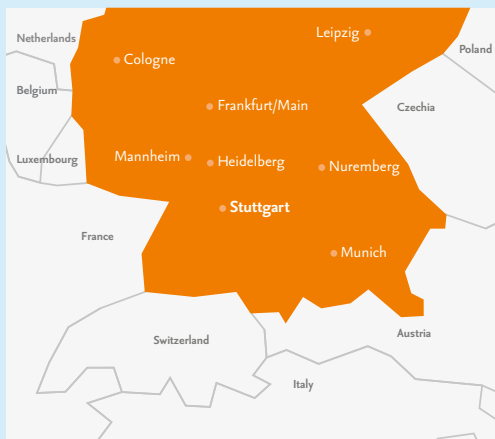 Leipzig
Netherlands
Poland
Cologne
Belgium
Frankfurt/Main
Czechia
Mannheim
Heidelberg
Luxembourg
Nuremberg
Stuttgart
France
Munich
Austria
Switzerland
Italy